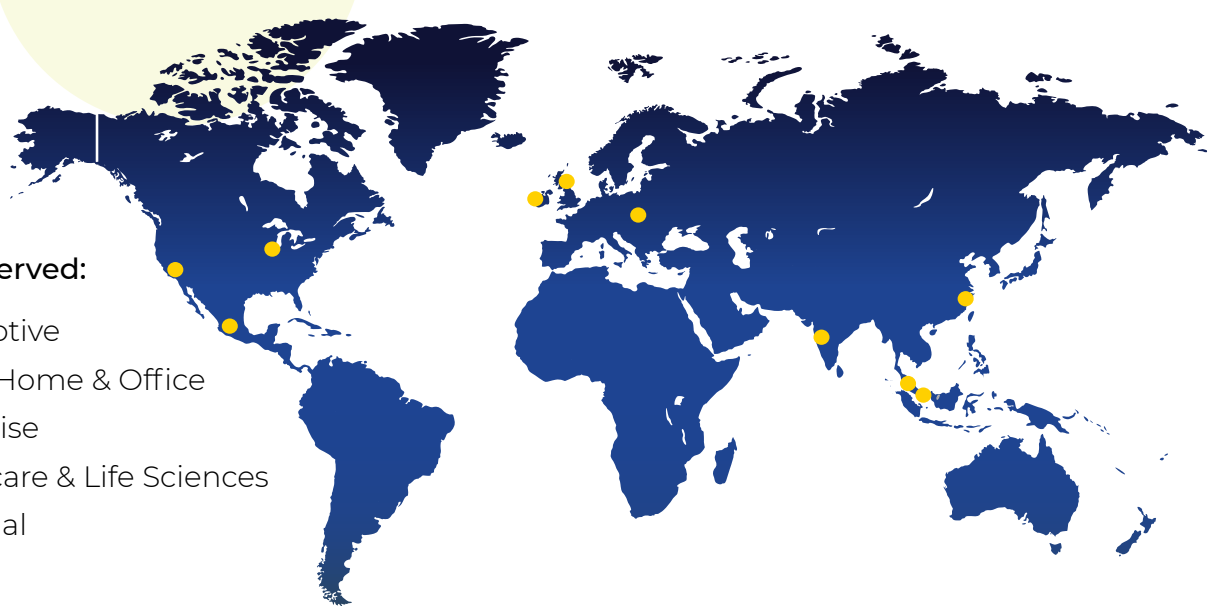 erved:
otive
Home & Office
ise
care & Life Sciences
al